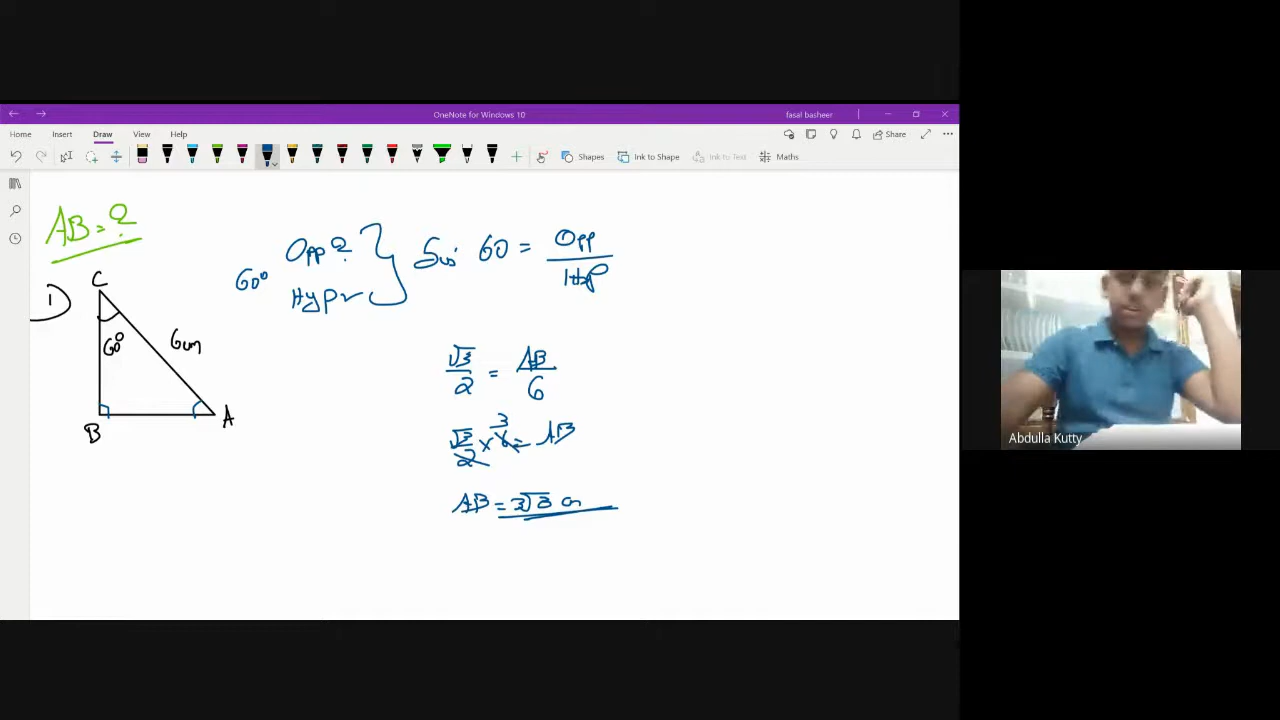 OneNote for Windows 10
fasal basheer
Home Insert Draw View Help
Share
Shapes Ink to Shape Ink to Text Maths
AB = ?
60° Opp ? Hyp ✓ Sin 60 = Opp / Hyp
1)
C
60°
6cm
B
A
√3/2 = AB/6
√3/2 × 6 = AB
3
AB = 3√3 cm
Abdulla Kutty